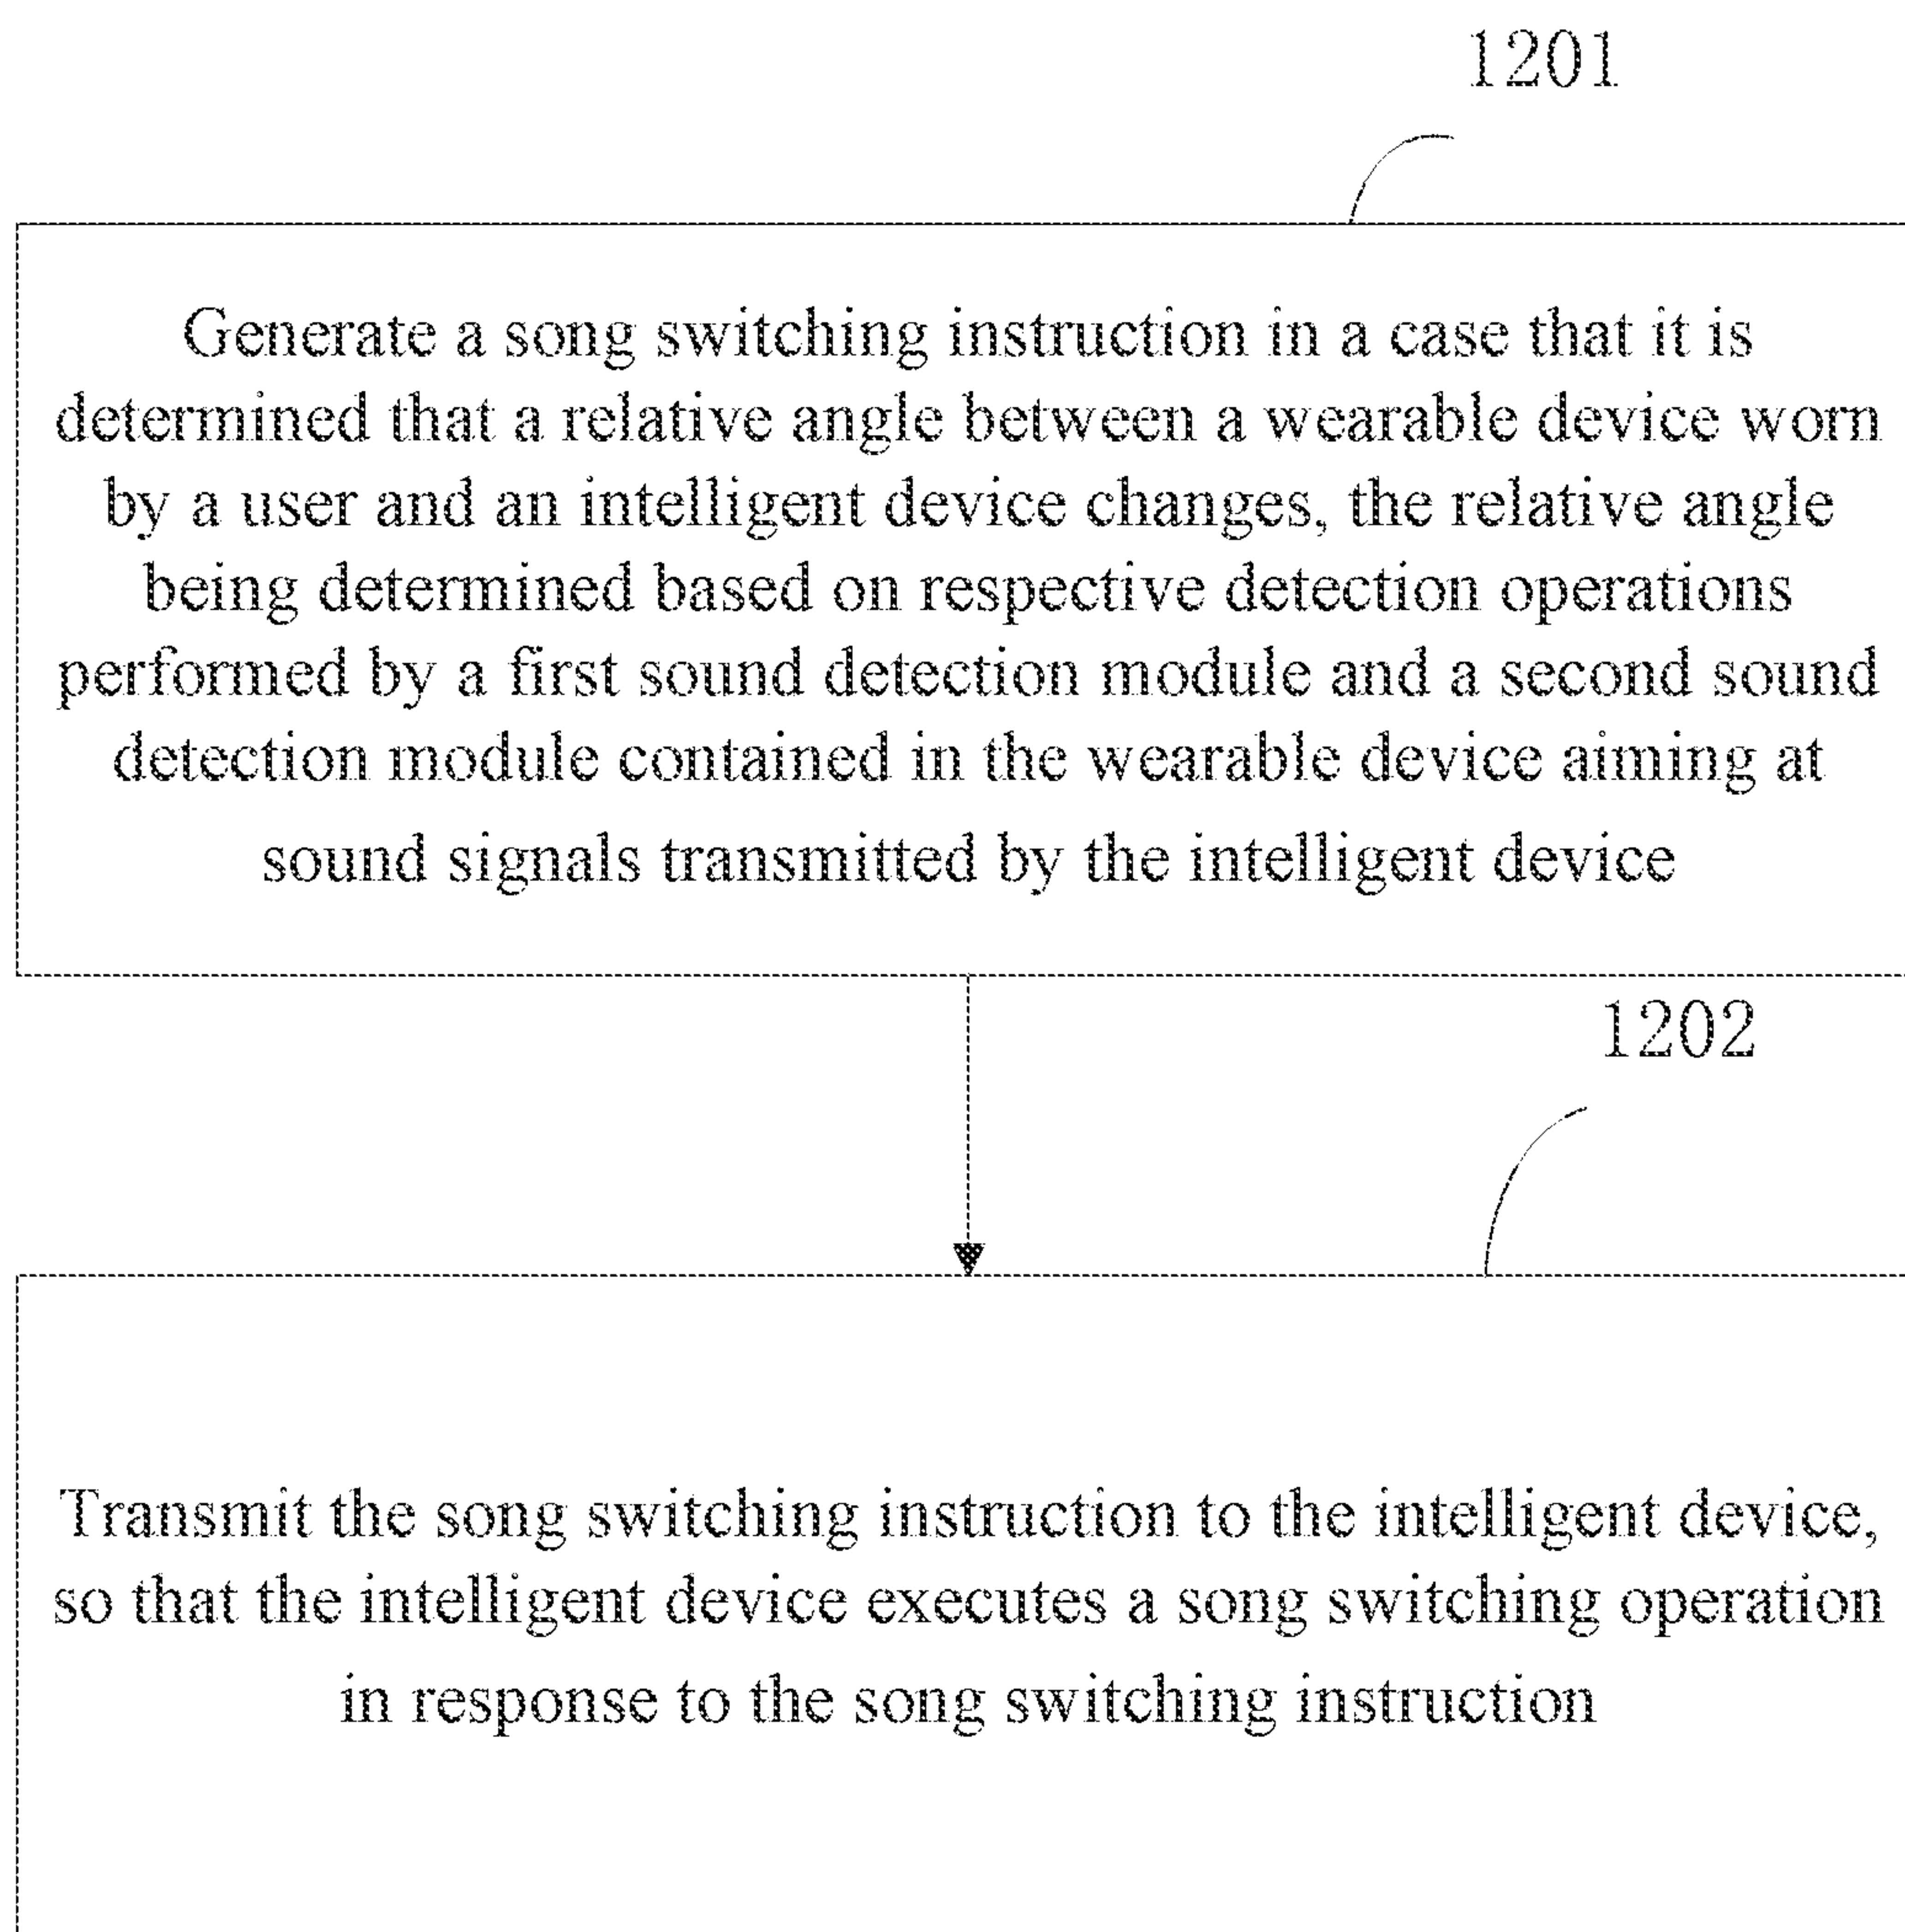 1201
Generate a song switching instruction in a case that it is
determined that a relative angle between a wearable device worn
by a user and an intelligent device changes, the relative angle
being determined based on respective detection operations
performed by a first sound detection module and a second sound
detection module contained in the wearable device aiming at
sound signals transmitted by the intelligent device
1202
Transmit the song switching instruction to the intelligent device,
so that the intelligent device executes a song switching operation
in response to the song switching instruction